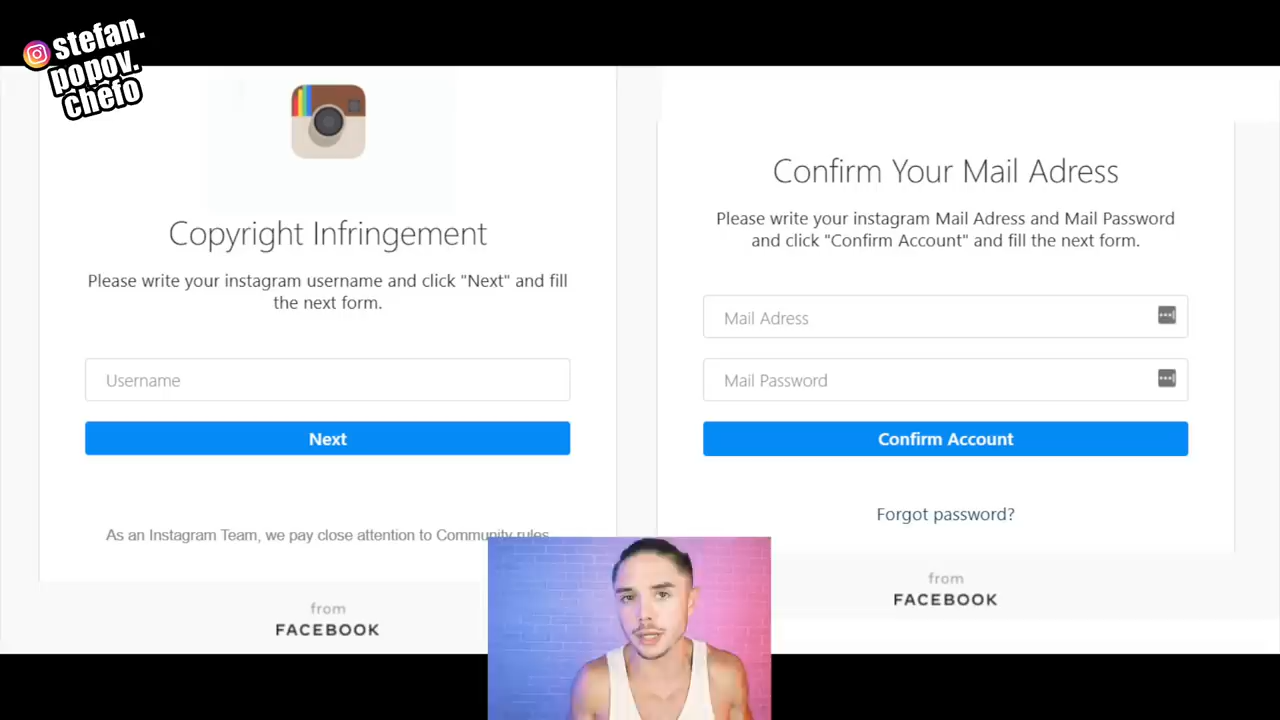 stefan.
popov.
chefo
Copyright Infringement
Please write your instagram username and click "Next" and fill
the next form.
Username
Next
As an Instagram Team, we pay close attention to Community rules
from
FACEBOOK
Confirm Your Mail Adress
Please write your instagram Mail Adress and Mail Password
and click "Confirm Account" and fill the next form.
Mail Adress
Mail Password
Confirm Account
Forgot password?
from
FACEBOOK